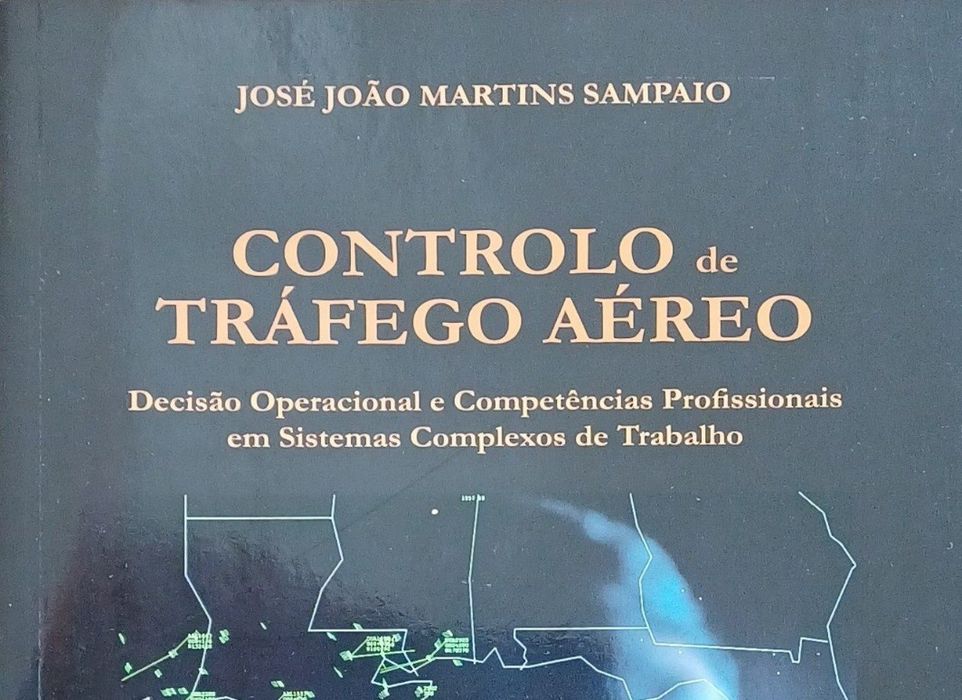 JOSÉ JOÃO MARTINS SAMPAIO
CONTROLO de
TRÁFEGO AÉREO
Decisão Operacional e Competências Profissionais
em Sistemas Complexos de Trabalho